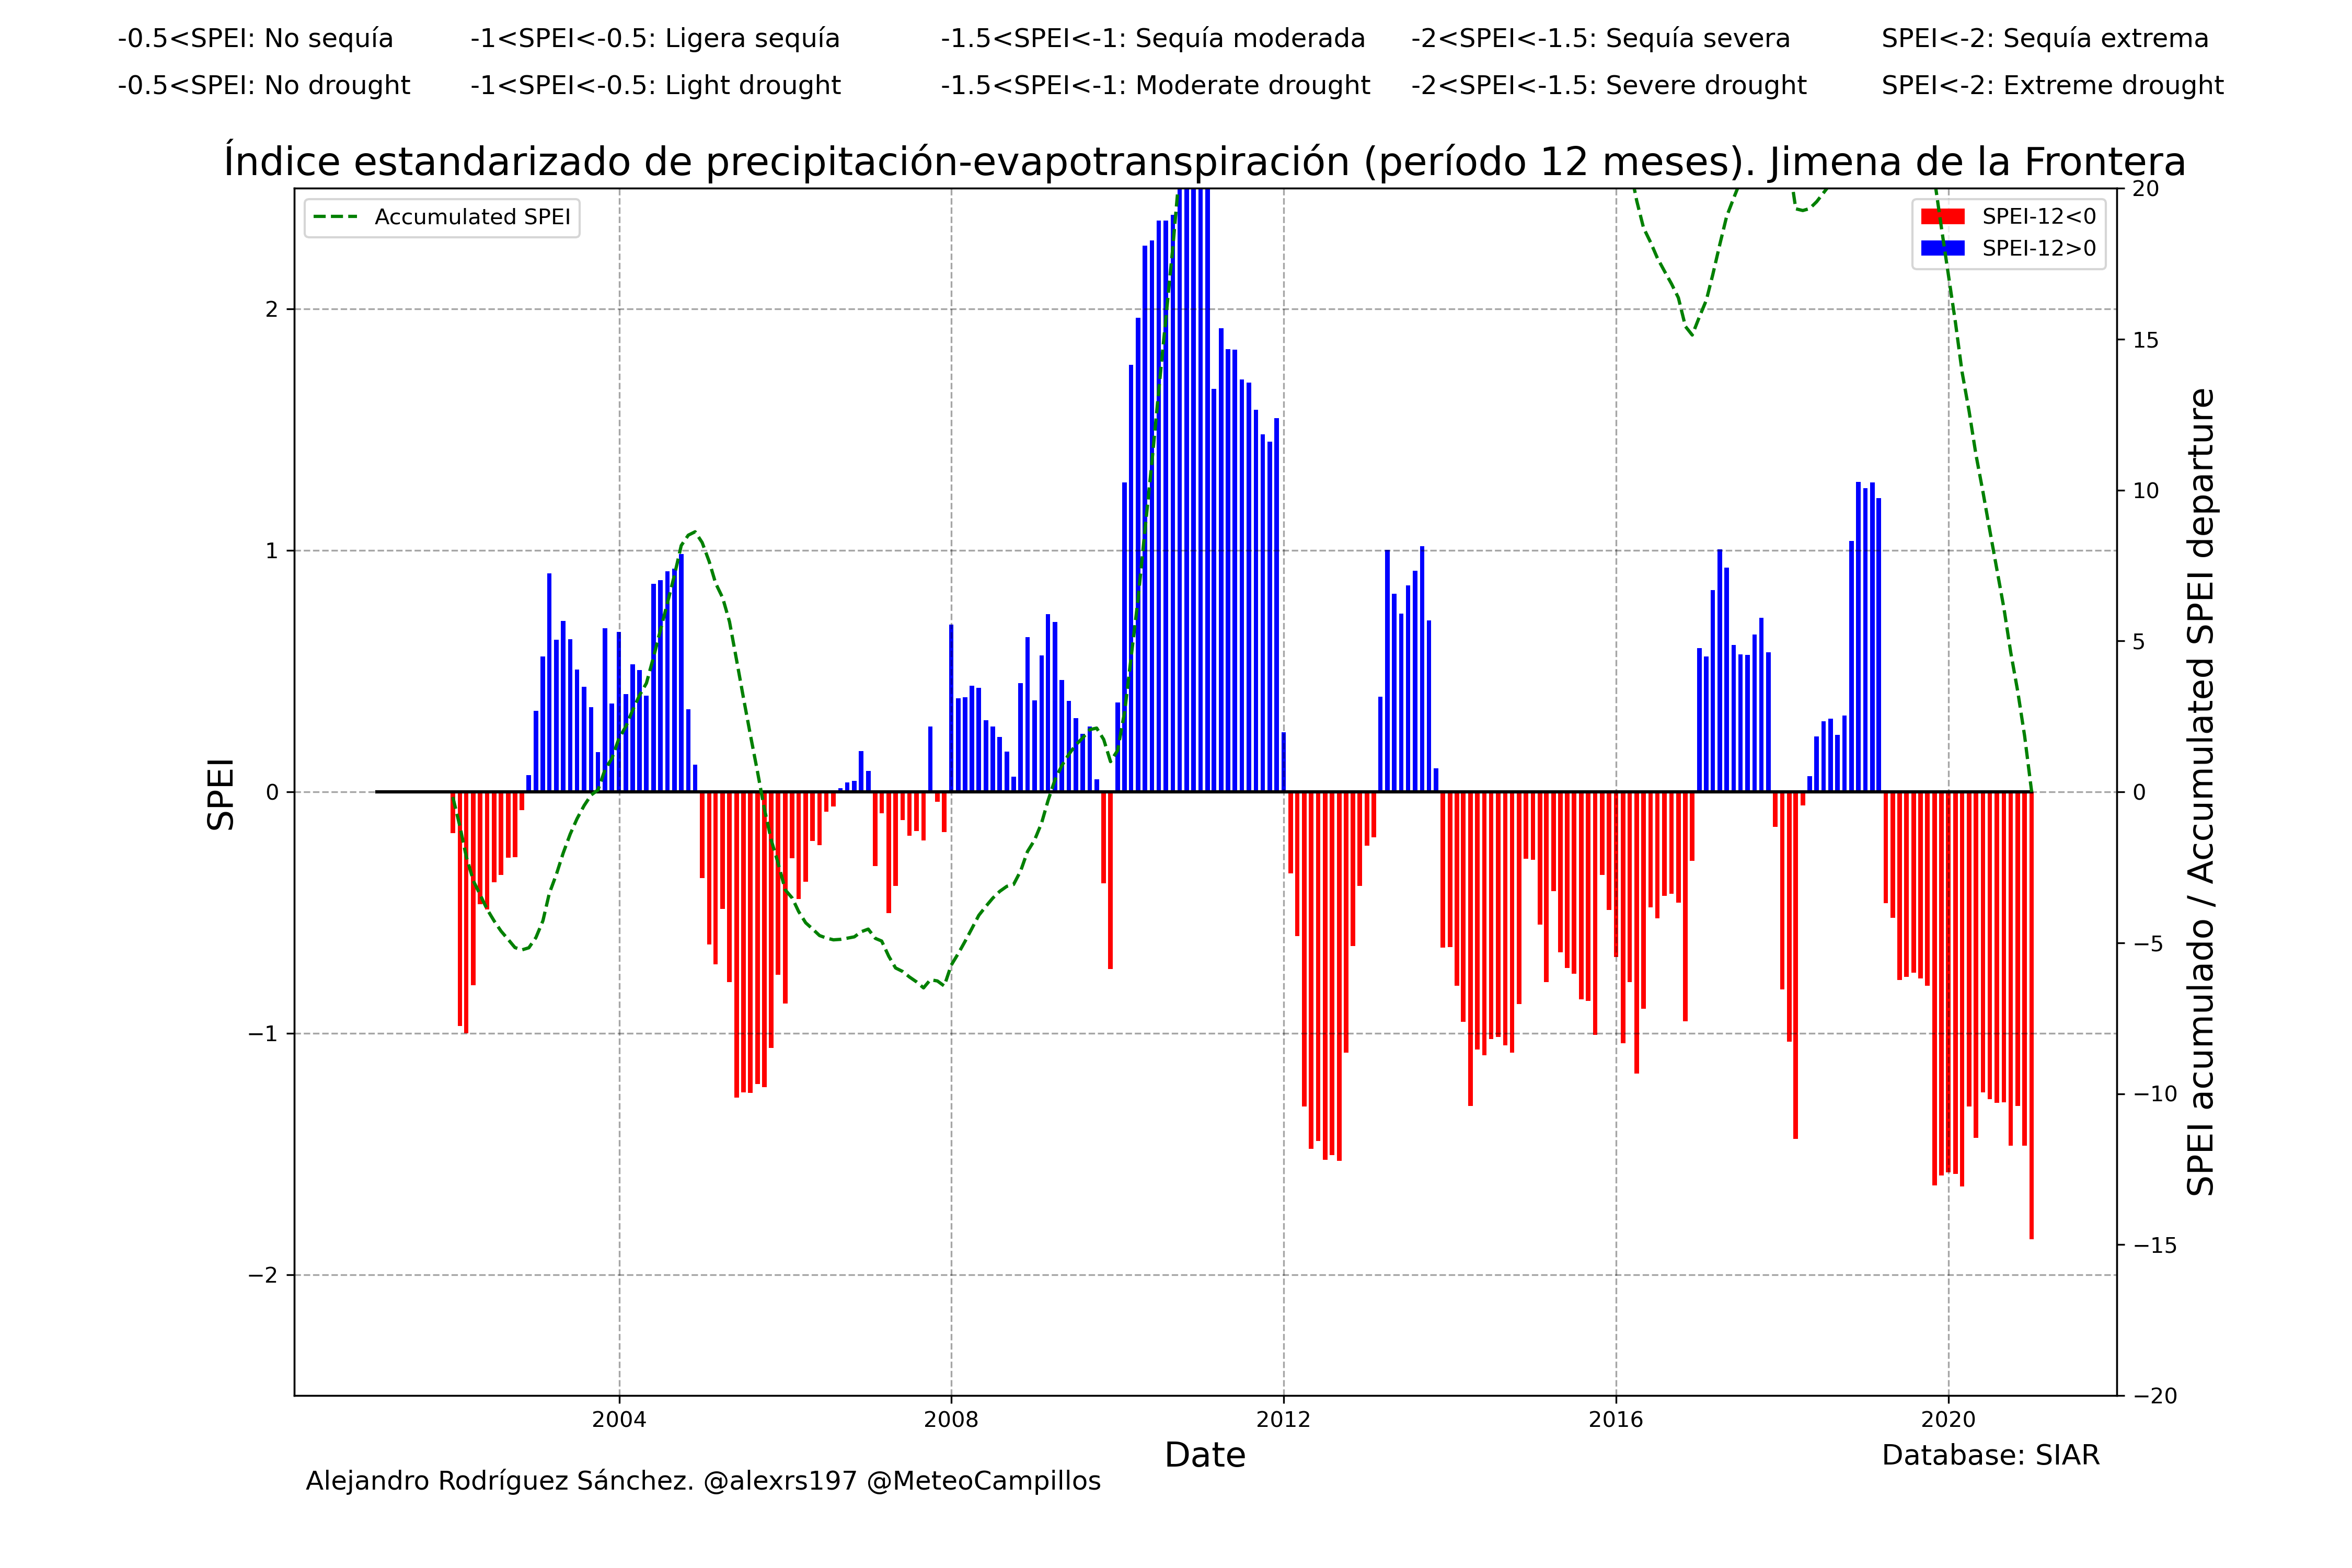 -0.5<SPEI: No sequía -1<SPEI<-0.5: Ligera sequía -1.5<SPEI<-1: Sequía moderada -2<SPEI<-1.5: Sequía severa SPEI<-2: Sequía extrema
-0.5<SPEI: No drought -1<SPEI<-0.5: Light drought -1.5<SPEI<-1: Moderate drought -2<SPEI<-1.5: Severe drought SPEI<-2: Extreme drought
Índice estandarizado de precipitación-evapotranspiración (período 12 meses). Jimena de la Frontera
Accumulated SPEI
SPEI-12<0
SPEI-12>0
SPEI
2
1
0
−1
−2
20
15
10
5
0
−5
−10
−15
−20
SPEI acumulado / Accumulated SPEI departure
2004 2008 2012 2016 2020
Date
Database: SIAR
Alejandro Rodríguez Sánchez. @alexrs197 @MeteoCampillos